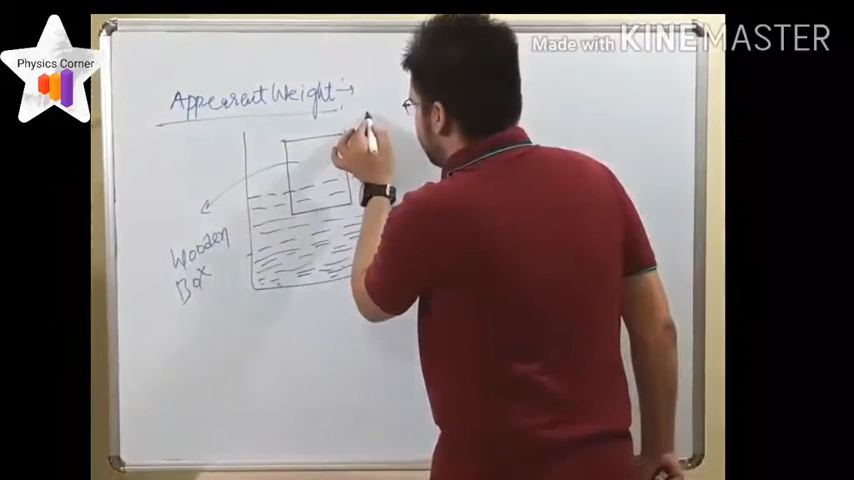 Made with KINEMASTER
Physics Corner
Appearent Weight :→
Wooden
Box